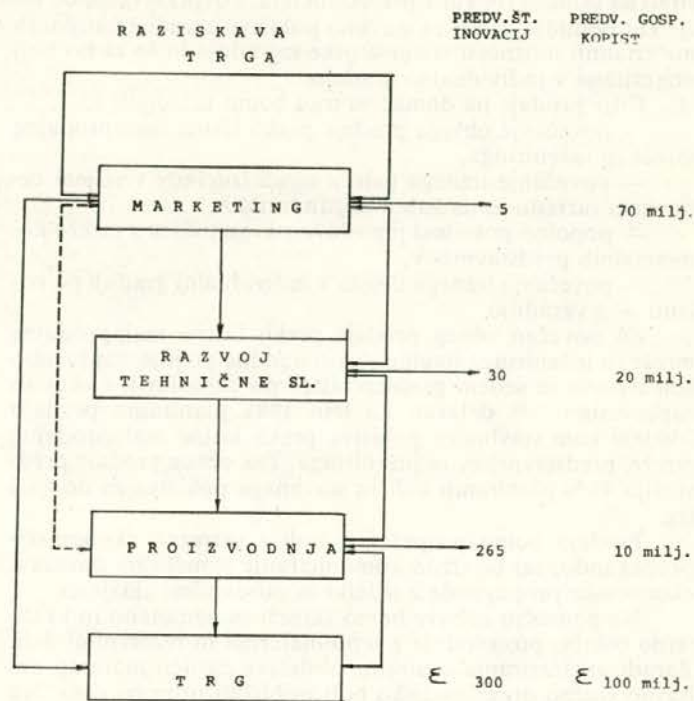 RAZISKAVA
TRGA
PREDV.ŠT. INOVACIJ
PREDV. GOSP. KORIST
MARKETING
5
70 milj.
RAZVOJ
TEHNIČNE SL.
30
20 milj.
PROIZVODNJA
265
10 milj.
TRG
Ɛ 300
Ɛ 100 milj.